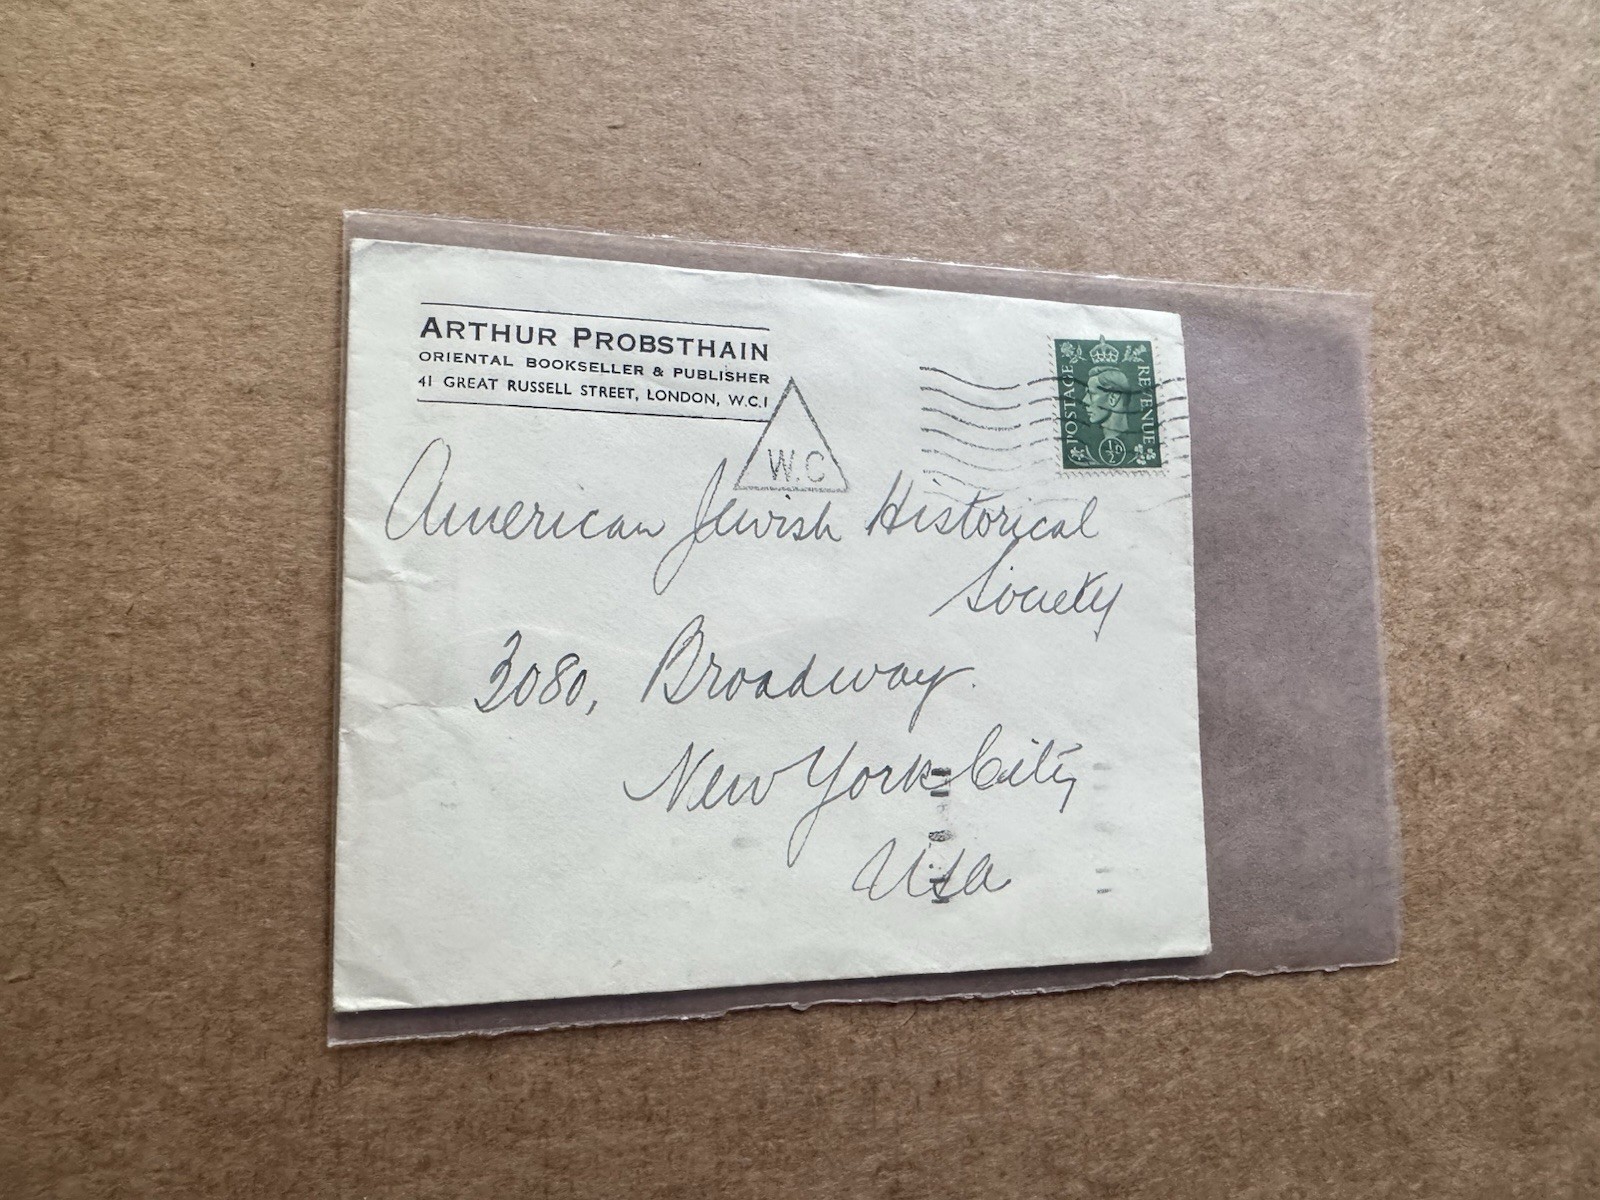 ARTHUR PROBSTHAIN
ORIENTAL BOOKSELLER & PUBLISHER
41 GREAT RUSSELL STREET, LONDON, W.C.1
W.C
POSTAGE
REVENUE
½D
American Jewish Historical
Society
3080, Broadway.
New York City
USA